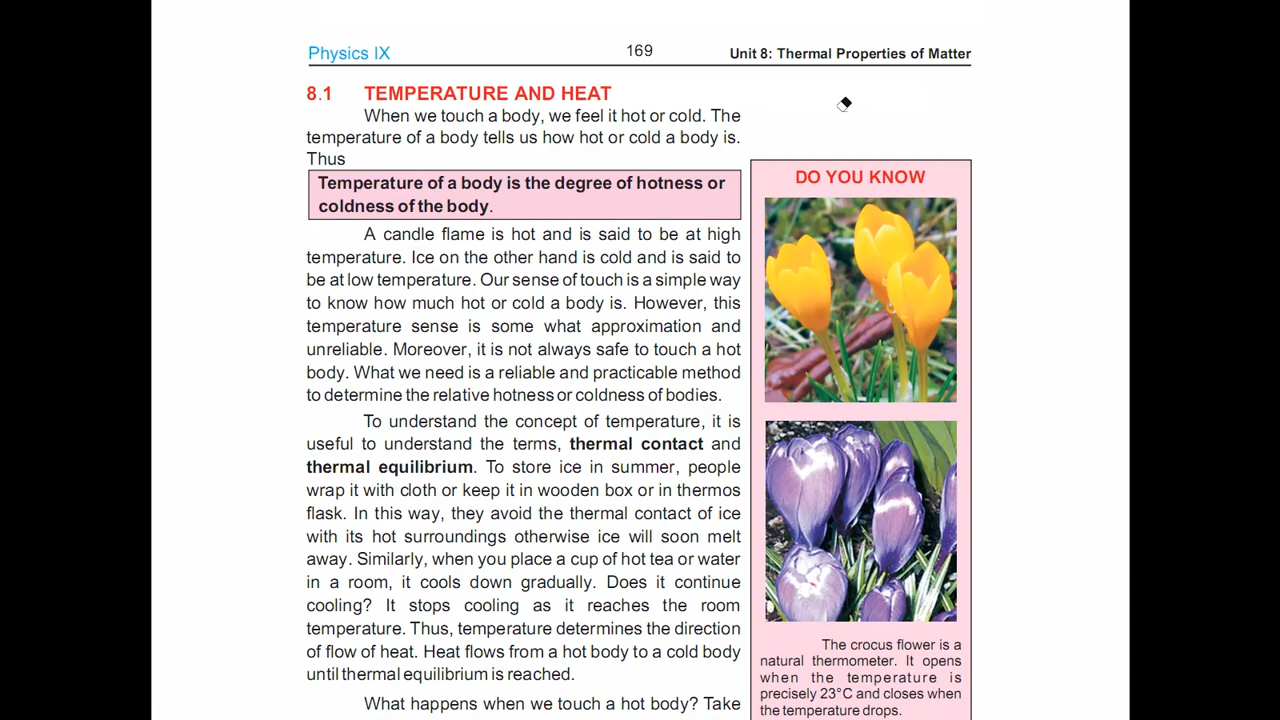 Physics IX
169
Unit 8: Thermal Properties of Matter
8.1 TEMPERATURE AND HEAT
When we touch a body, we feel it hot or cold. The
temperature of a body tells us how hot or cold a body is.
Thus
Temperature of a body is the degree of hotness or
coldness of the body.
A candle flame is hot and is said to be at high
temperature. Ice on the other hand is cold and is said to
be at low temperature. Our sense of touch is a simple way
to know how much hot or cold a body is. However, this
temperature sense is some what approximation and
unreliable. Moreover, it is not always safe to touch a hot
body. What we need is a reliable and practicable method
to determine the relative hotness or coldness of bodies.
To understand the concept of temperature, it is
useful to understand the terms, thermal contact and
thermal equilibrium. To store ice in summer, people
wrap it with cloth or keep it in wooden box or in thermos
flask. In this way, they avoid the thermal contact of ice
with its hot surroundings otherwise ice will soon melt
away. Similarly, when you place a cup of hot tea or water
in a room, it cools down gradually. Does it continue
cooling? It stops cooling as it reaches the room
temperature. Thus, temperature determines the direction
of flow of heat. Heat flows from a hot body to a cold body
until thermal equilibrium is reached.
What happens when we touch a hot body? Take
DO YOU KNOW
The crocus flower is a
natural thermometer. It opens
when the temperature is
precisely 23°C and closes when
the temperature drops.